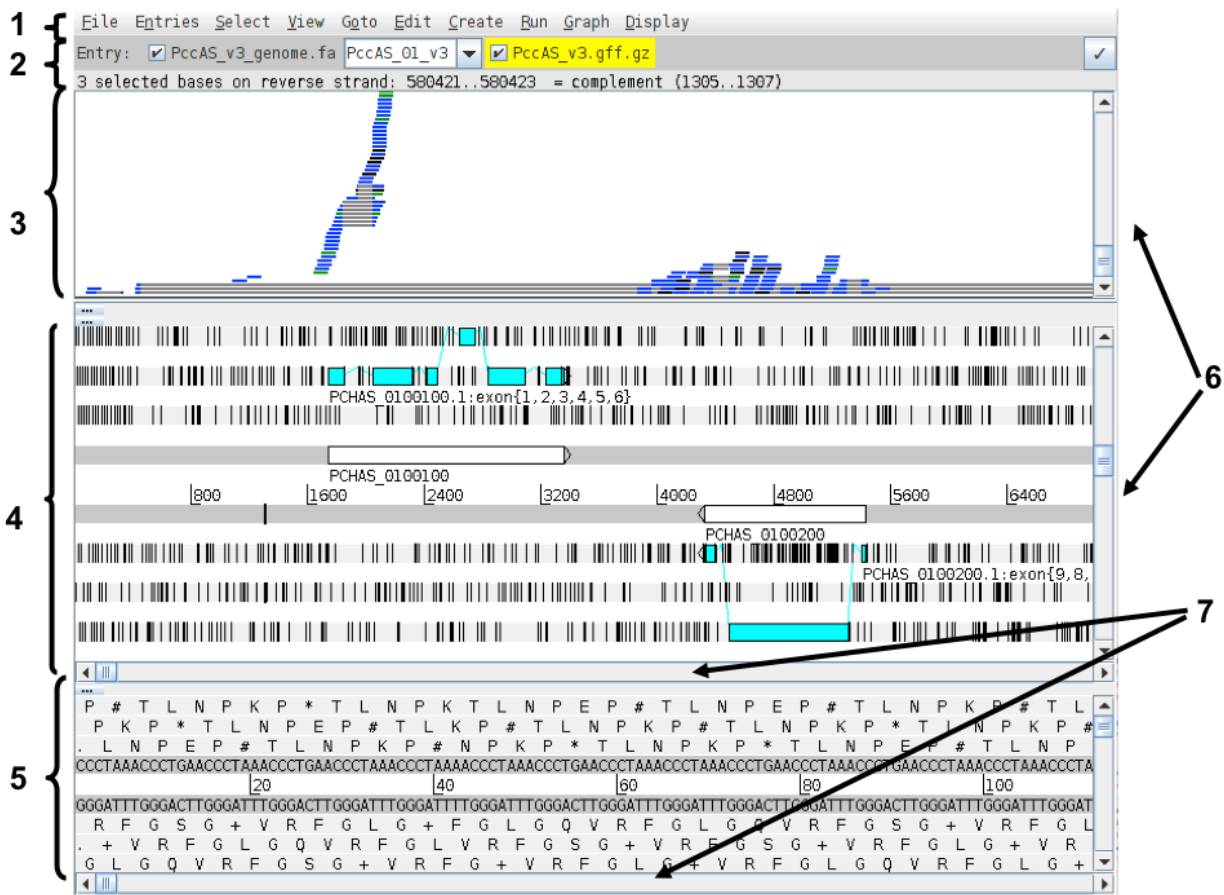 File Entries Select View Goto Edit Create Run Graph Display
1
Entry: PccAS_v3_genome.fa PccAS_01_v3 PccAS_v3.gff.gz
2
3 selected bases on reverse strand: 580421..580423 = complement (1305..1307)
3
6
PCHAS_0100100.1:exon{1,2,3,4,5,6}
PCHAS_0100100
800 1600 2400 3200 4000 4800 5600 6400
4
PCHAS_0100200
PCHAS_0100200.1:exon{9,8,
7
P # T L N P K P * T L N P K T L N P E P # T L N P E P # T L N P K P # T L
P K P * T L N P E P # T L K P # T L N P K P # T L N P K P * T L N P K P #
. L N P E P # T L N P K P # N P K P * T L N P K P * T L N P E P # T L N P
CCCTAAACCCTGAACCCTAAACCCTGAACCCTAAACCCTAAAACCCTAAACCCTGAACCCTAAACCCTAAACCCTGAACCCTAAACCCTGAACCCTAAACCCTAAACCCTA
5
20 40 60 80 100
GGGATTTGGGACTTGGGATTTGGGACTTGGGATTTGGGATTTTGGGATTTGGGACTTGGGATTTGGGATTTGGGACTTGGGATTTGGGACTTGGGATTTGGGATTTGGGAT
R F G S G + V R F G L G + F G L G Q V R F G L G Q V R F G S G + V R F G L
. + V R F G L G Q V R F G L V R F G S G + V R F G S G + V R F G L G + V R
G L G Q V R F G S G + V R F G + V R F G L G + V R F G L G Q V R F G L G +